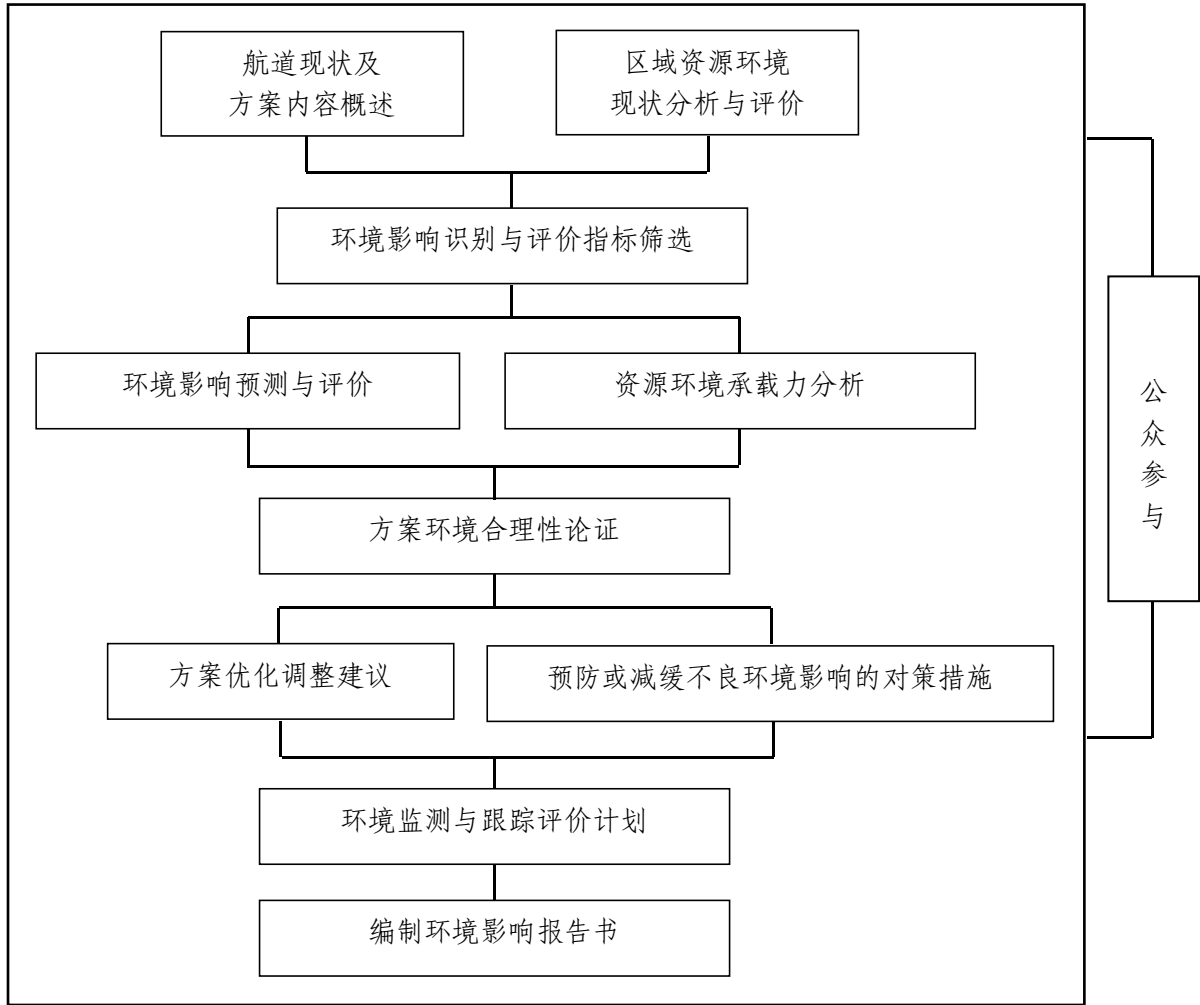 航道现状及
方案内容概述
区域资源环境
现状分析与评价
环境影响识别与评价指标筛选
环境影响预测与评价
资源环境承载力分析
方案环境合理性论证
方案优化调整建议
预防或减缓不良环境影响的对策措施
环境监测与跟踪评价计划
编制环境影响报告书
公众参与